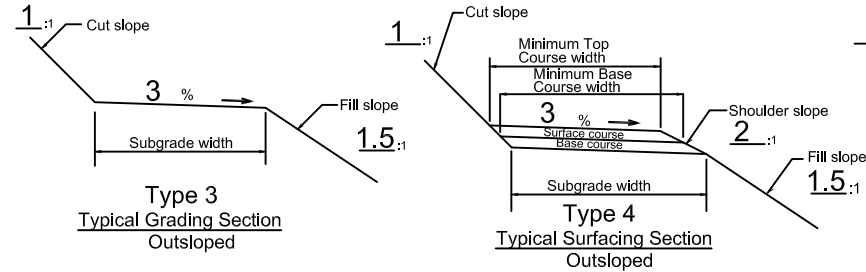 1:1
Cut slope
3 %
Fill slope
1.5:1
Subgrade width
Type 3
Typical Grading Section
Outsloped
1:1
Cut slope
Minimum Top
Course width
Minimum Base
Course width
3 %
Surface course
Base course
Shoulder slope
2:1
Fill slope
1.5:1
Subgrade width
Type 4
Typical Surfacing Section
Outsloped